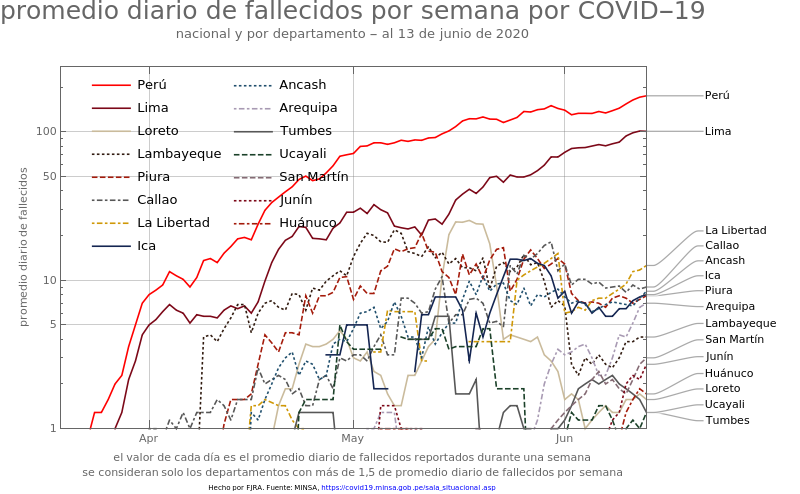 promedio diario de fallecidos por semana por COVID‒19
nacional y por departamento – al 13 de junio de 2020
promedio diario de fallecidos
100
50
10
5
1
Apr
May
Jun
Perú
Lima
Loreto
Lambayeque
Piura
Callao
La Libertad
Ica
Ancash
Arequipa
Tumbes
Ucayali
San Martín
Junín
Huánuco
Perú
Lima
La Libertad
Callao
Ancash
Ica
Piura
Arequipa
Lambayeque
San Martín
Junín
Huánuco
Loreto
Ucayali
Tumbes
el valor de cada día es el promedio diario de fallecidos reportados durante una semana
se consideran solo los departamentos con más de 1,5 de promedio diario de fallecidos por semana
Hecho por FJRA. Fuente: MINSA, https://covid19.minsa.gob.pe/sala_situacional.asp